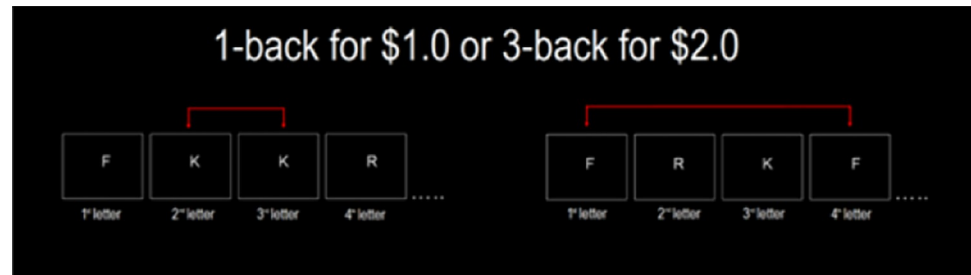 1-back for $1.0 or 3-back for $2.0
F K K R F R K F
1st letter 2nd letter 3rd letter 4th letter ..... 1st letter 2nd letter 3rd letter 4th letter .....